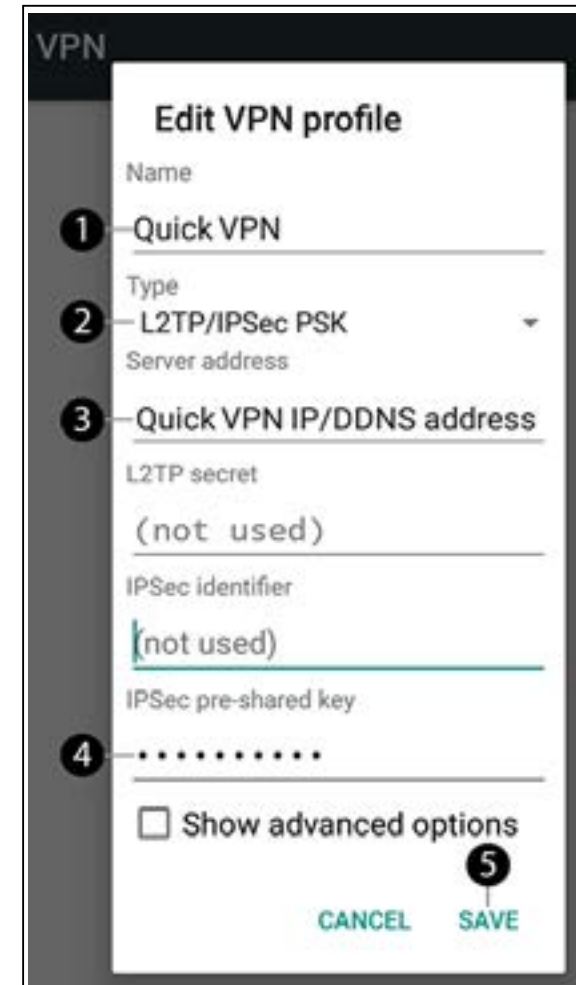 VPN
Edit VPN profile
Name
1 Quick VPN
Type
2 L2TP/IPSec PSK
Server address
3 Quick VPN IP/DDNS address
L2TP secret
(not used)
IPSec identifier
(not used)
IPSec pre-shared key
4 ••••••••••
Show advanced options
5
CANCEL SAVE